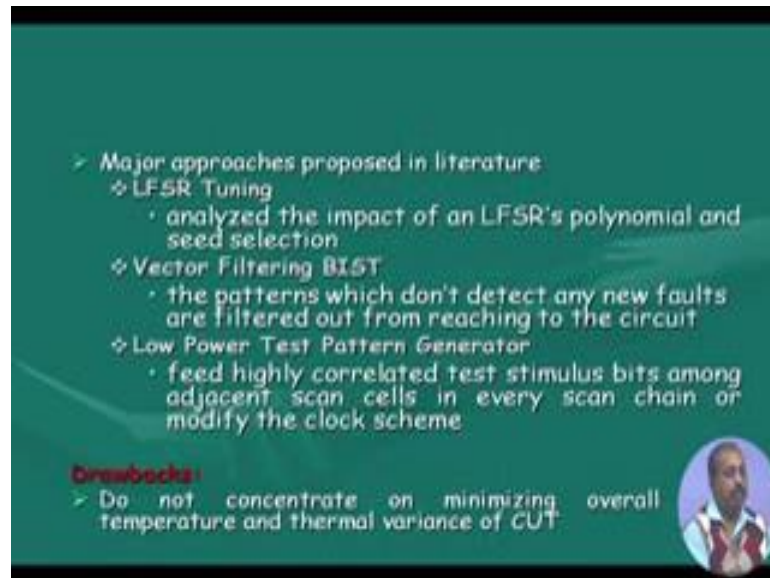 Major approaches proposed in literature
LFSR Tuning
analyzed the impact of an LFSR's polynomial and
seed selection
Vector Filtering BIST
the patterns which don't detect any new faults
are filtered out from reaching to the circuit
Low Power Test Pattern Generator
feed highly correlated test stimulus bits among
adjacent scan cells in every scan chain or
modify the clock scheme
Drawbacks:
Do not concentrate on minimizing overall
temperature and thermal variance of CUT